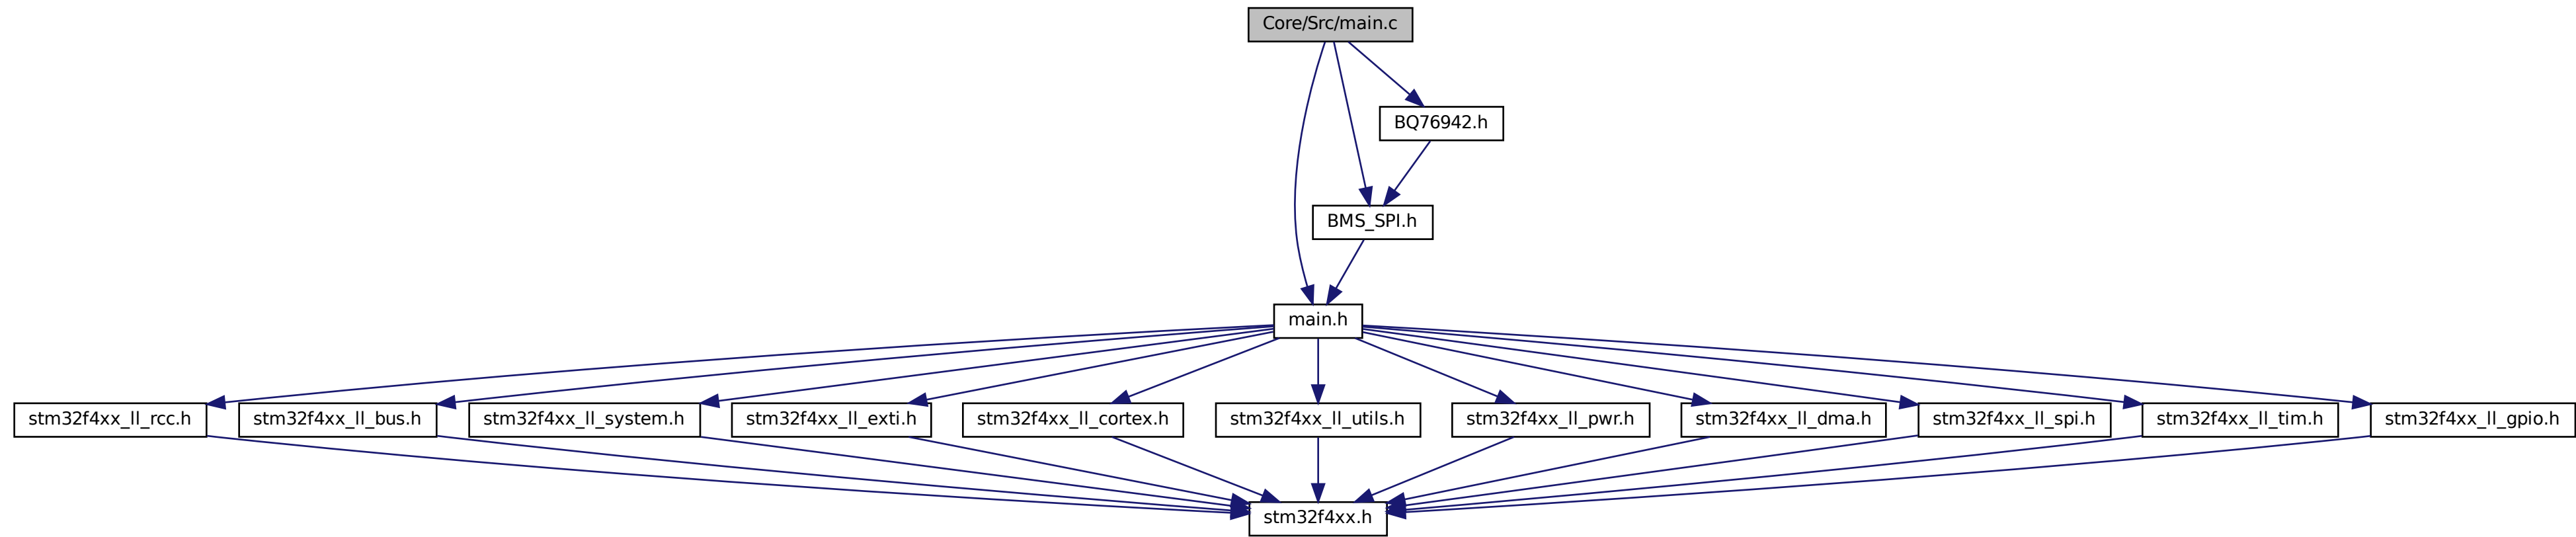 Core/Src/main.c
BQ76942.h
BMS_SPI.h
main.h
stm32f4xx_ll_rcc.h
stm32f4xx_ll_bus.h
stm32f4xx_ll_system.h
stm32f4xx_ll_exti.h
stm32f4xx_ll_cortex.h
stm32f4xx_ll_utils.h
stm32f4xx_ll_pwr.h
stm32f4xx_ll_dma.h
stm32f4xx_ll_spi.h
stm32f4xx_ll_tim.h
stm32f4xx_ll_gpio.h
stm32f4xx.h